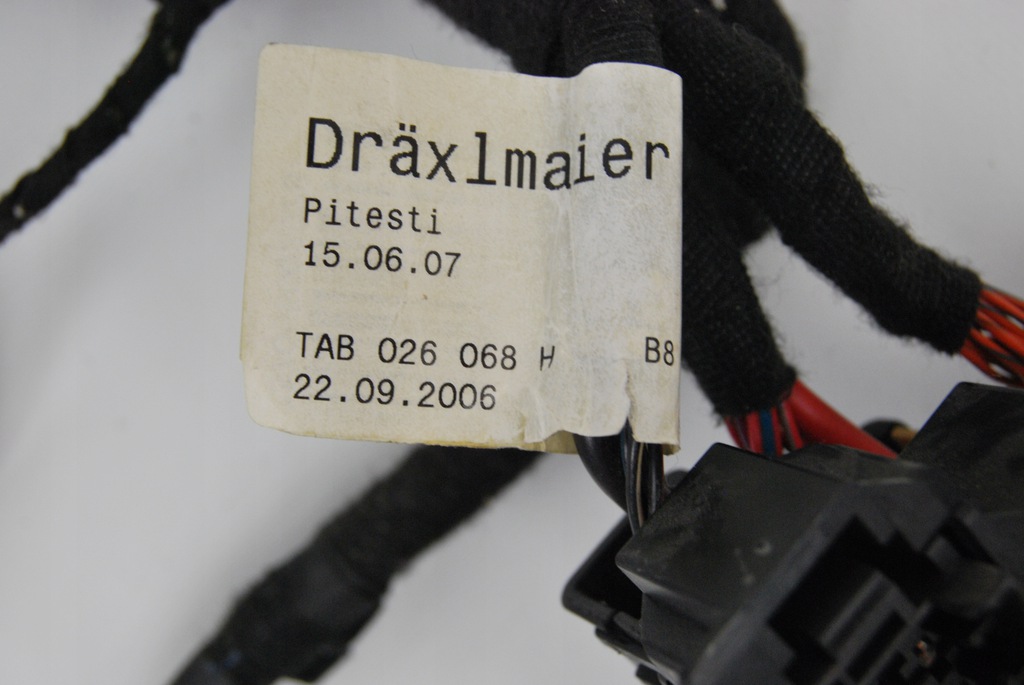 Dräxlmaier
Pitesti
15.06.07
TAB 026 068 H B8
22.09.2006